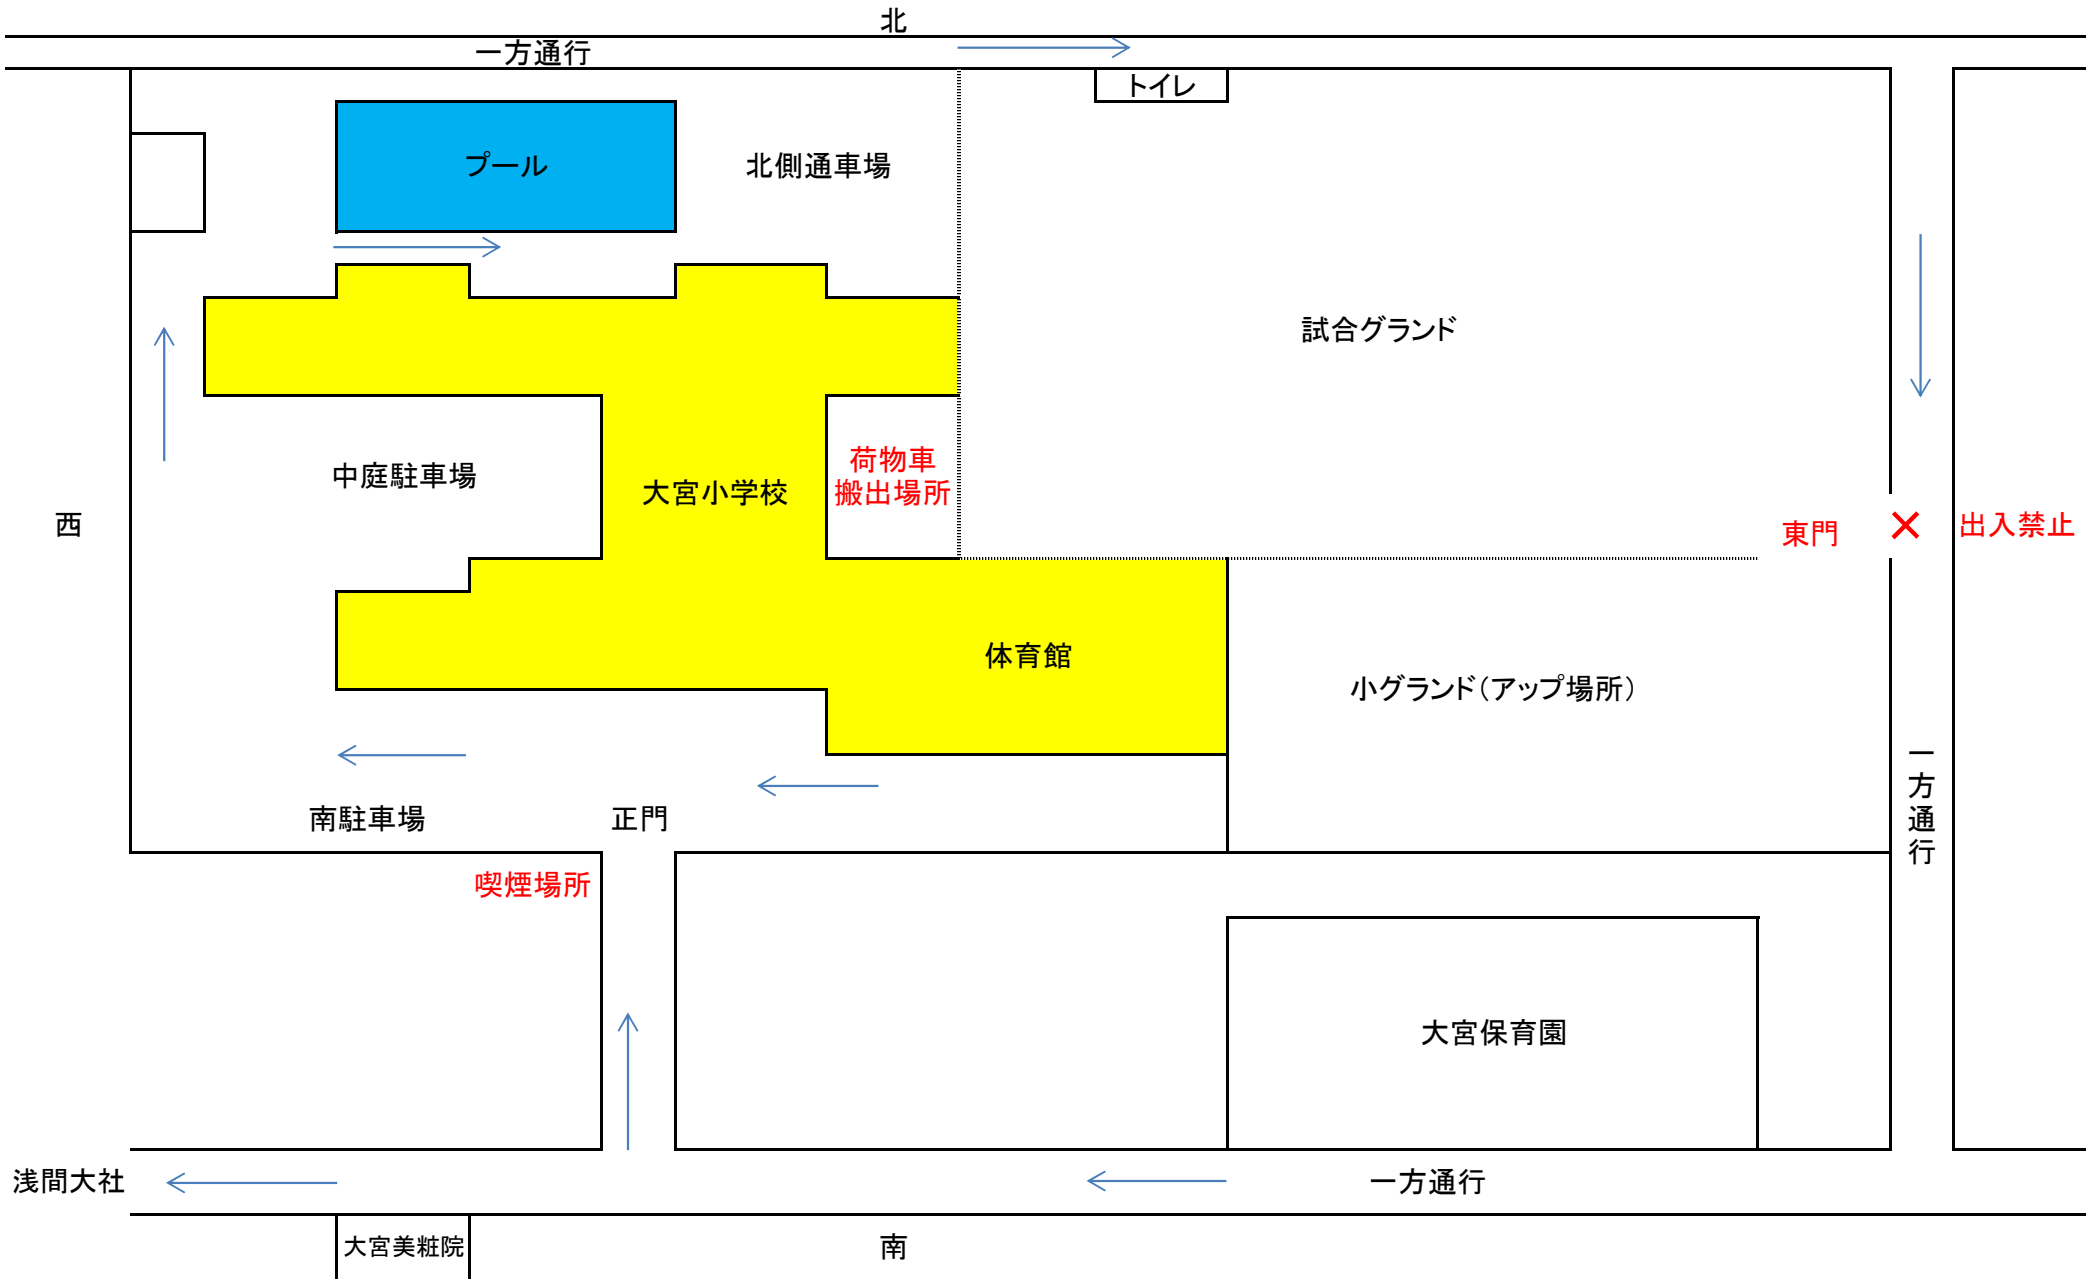 北
一方通行
トイレ
プール
北側通車場
試合グランド
荷物車
搬出場所
中庭駐車場
大宮小学校
西
東門
×
出入禁止
体育館
小グランド（アップ場所）
一方通行
南駐車場
正門
喫煙場所
大宮保育園
浅間大社
一方通行
大宮美粧院
南